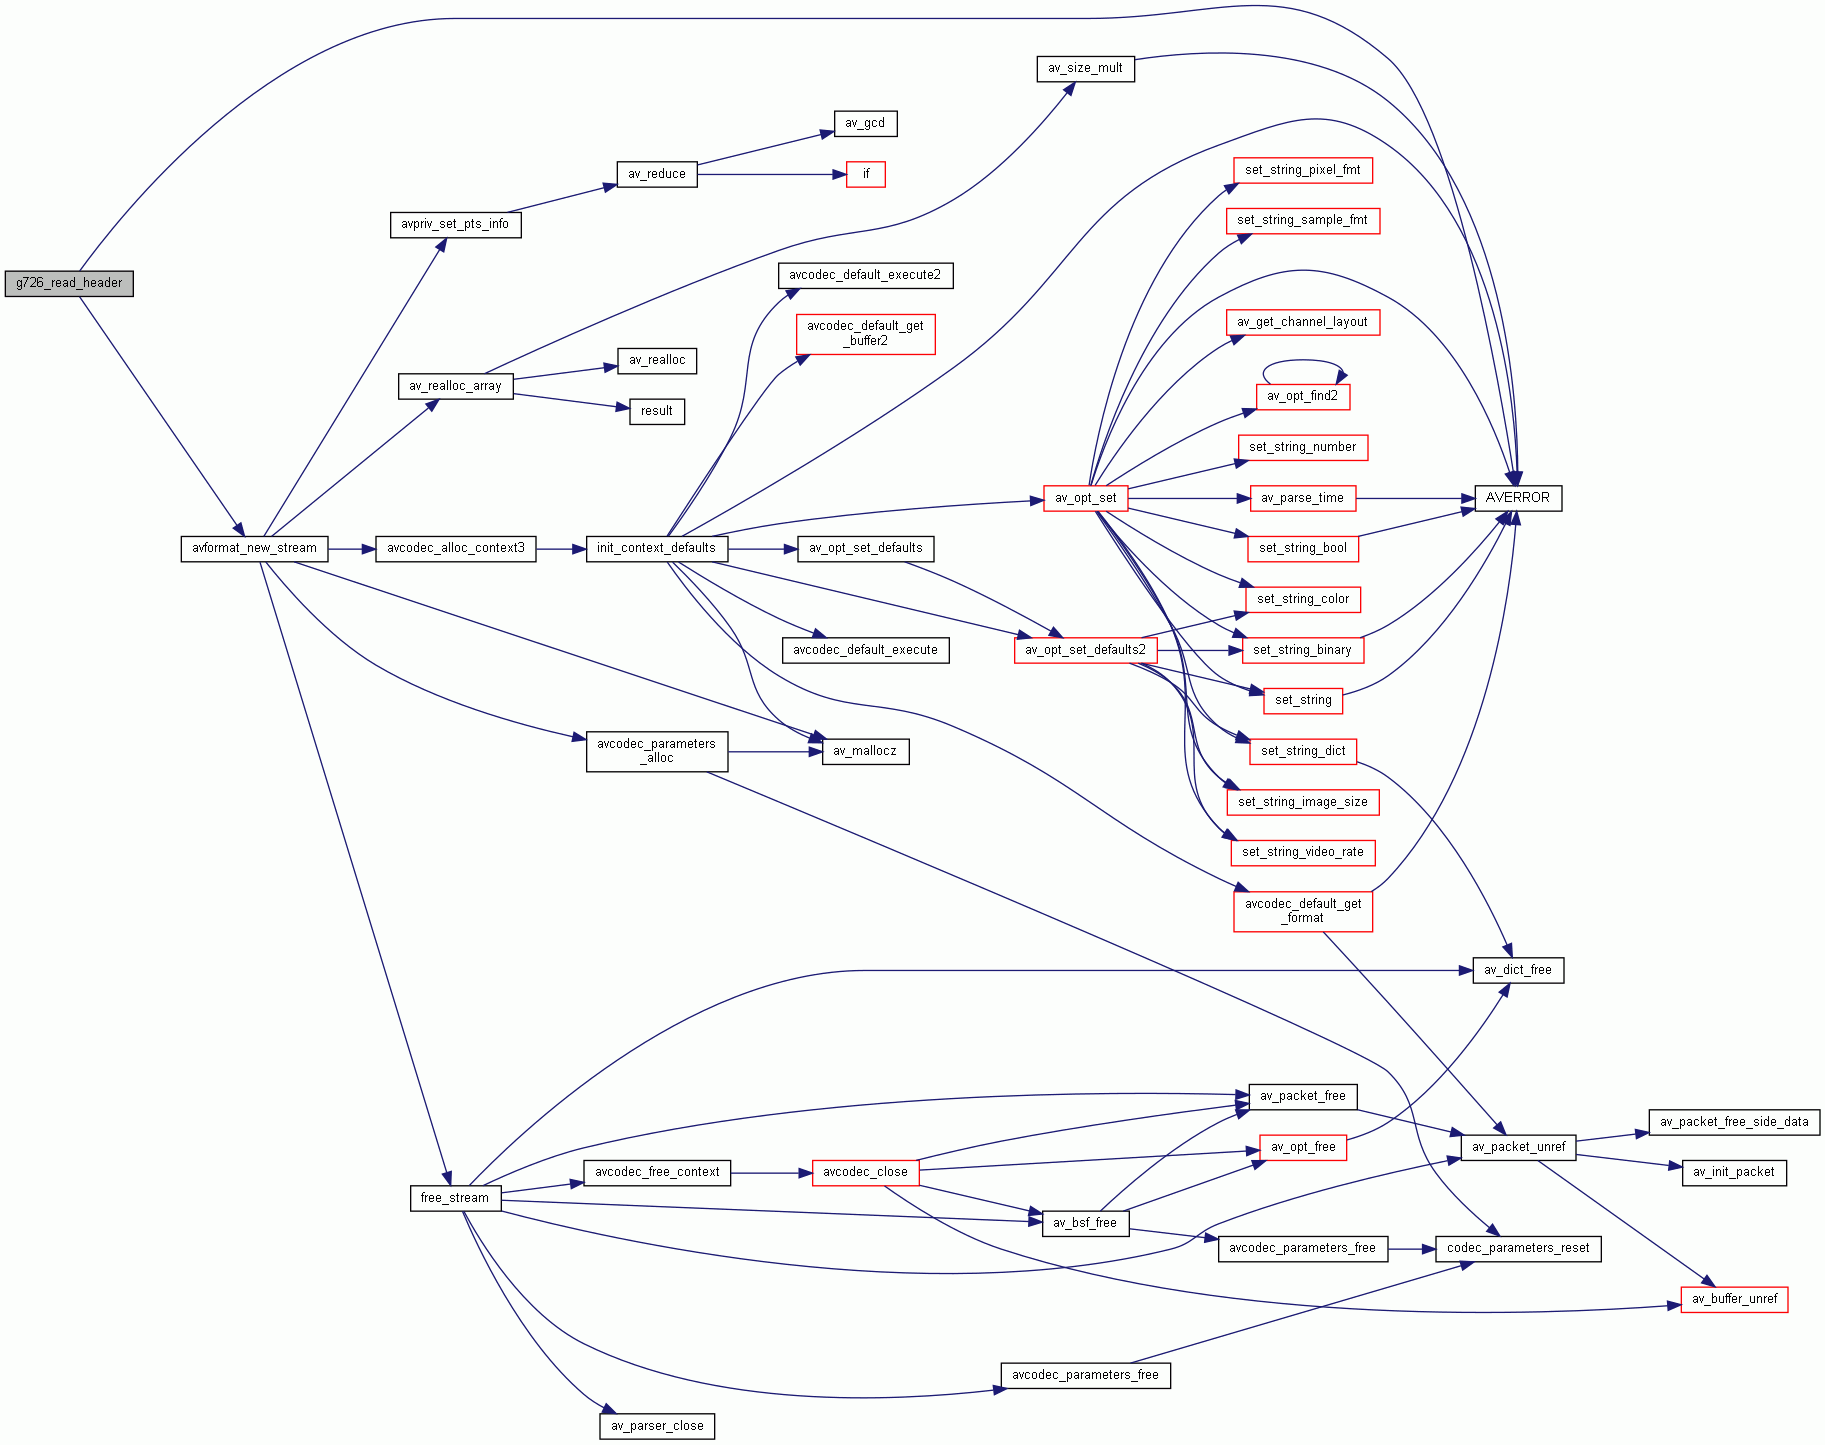 av_size_mult
av_gcd
av_reduce
if
set_string_pixel_fmt
avpriv_set_pts_info
set_string_sample_fmt
g726_read_header
avcodec_default_execute2
avcodec_default_get
_buffer2
av_get_channel_layout
av_realloc
av_realloc_array
result
av_opt_find2
set_string_number
av_opt_set
av_parse_time
AVERROR
avformat_new_stream
avcodec_alloc_context3
init_context_defaults
av_opt_set_defaults
set_string_bool
set_string_color
avcodec_default_execute
av_opt_set_defaults2
set_string_binary
set_string
avcodec_parameters
_alloc
av_mallocz
set_string_dict
set_string_image_size
set_string_video_rate
avcodec_default_get
_format
av_dict_free
av_packet_free
av_packet_free_side_data
av_opt_free
av_packet_unref
avcodec_free_context
avcodec_close
av_init_packet
free_stream
av_bsf_free
avcodec_parameters_free
codec_parameters_reset
av_buffer_unref
avcodec_parameters_free
av_parser_close